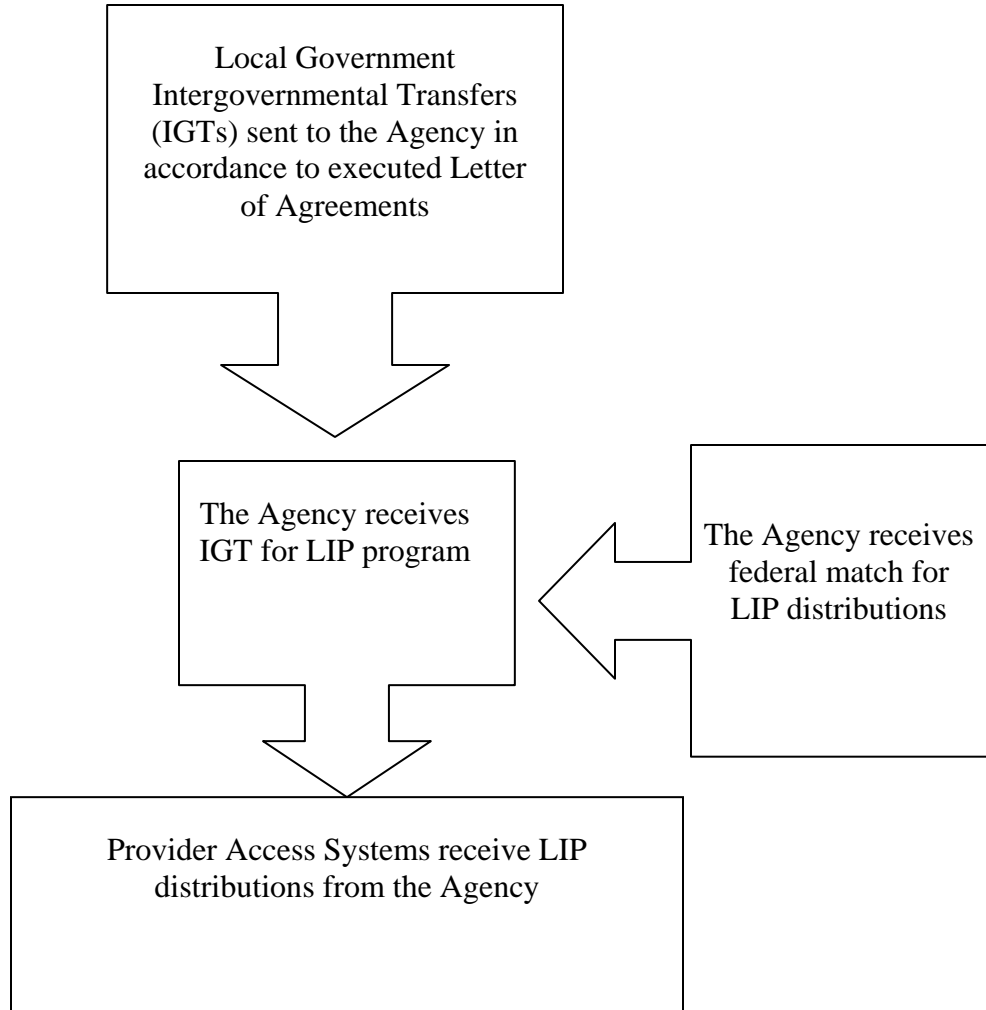 Local Government
Intergovernmental Transfers
(IGTs) sent to the Agency in
accordance to executed Letter
of Agreements
The Agency receives
IGT for LIP program
The Agency receives
federal match for
LIP distributions
Provider Access Systems receive LIP
distributions from the Agency